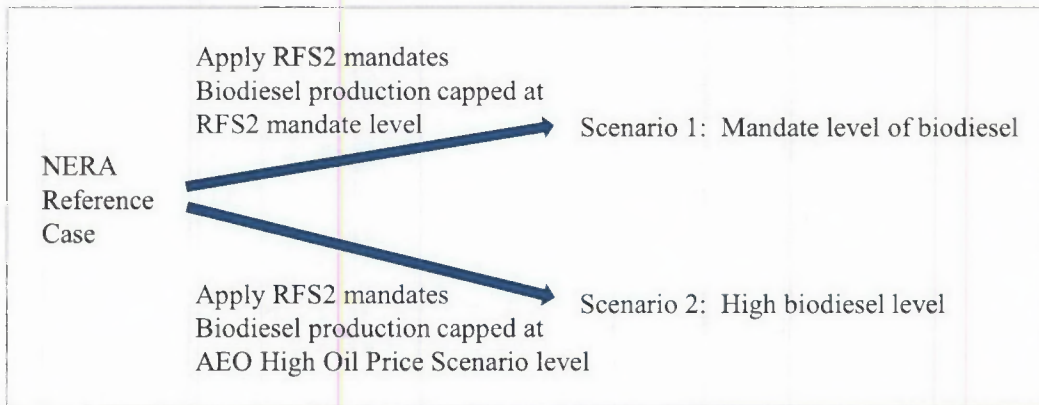 Apply RFS2 mandates
Biodiesel production capped at
RFS2 mandate level
Scenario 1: Mandate level of biodiesel
NERA
Reference
Case
Apply RFS2 mandates
Biodiesel production capped at
AEO High Oil Price Scenario level
Scenario 2: High biodiesel level